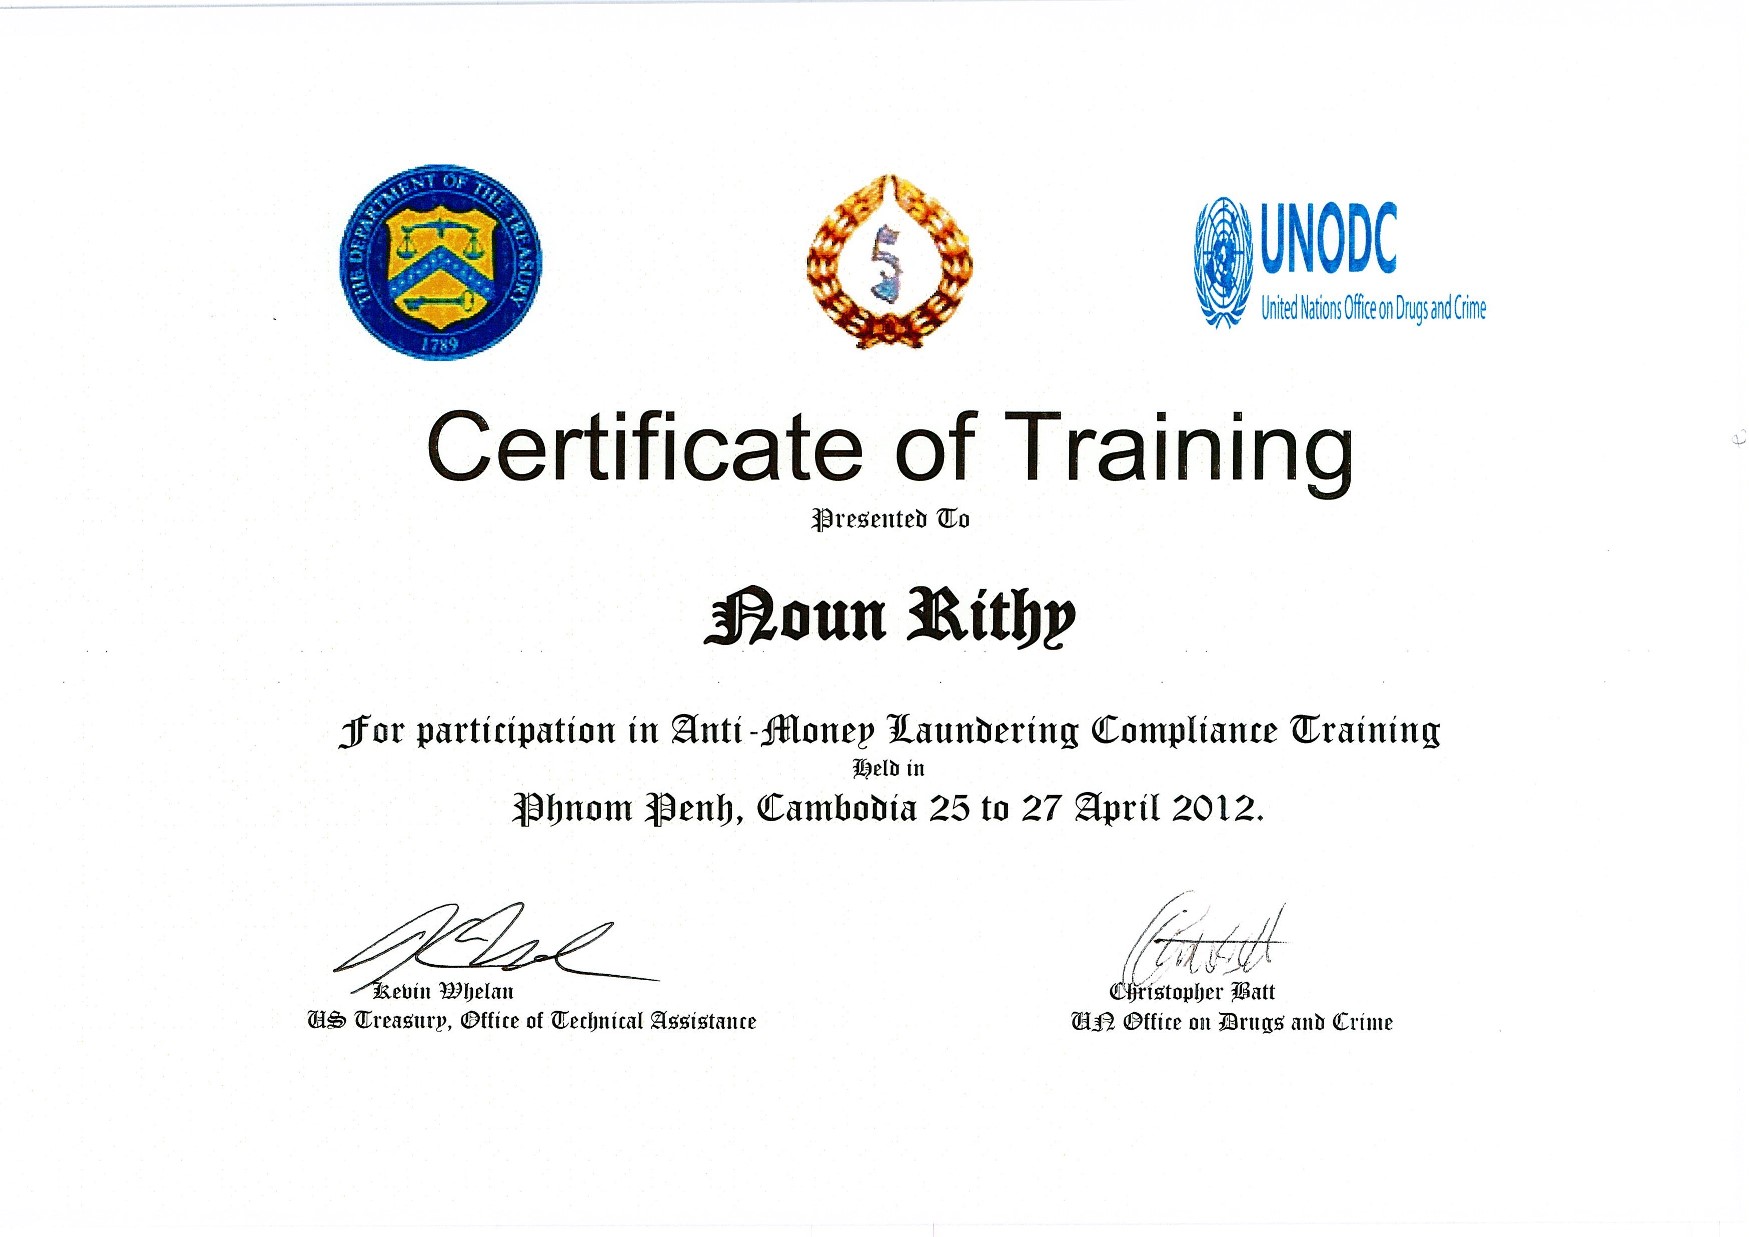 THE DEPARTMENT OF THE TREASURY
1789
UNODC
United Nations Office on Drugs and Crime
Certificate of Training
Presented To
Noun Rithy
For participation in Anti-Money Laundering Compliance Training
Held in
Phnom Penh, Cambodia 25 to 27 April 2012.
Kevin Whelan
US Treasury, Office of Technical Assistance
Christopher Batt
UN Office on Drugs and Crime